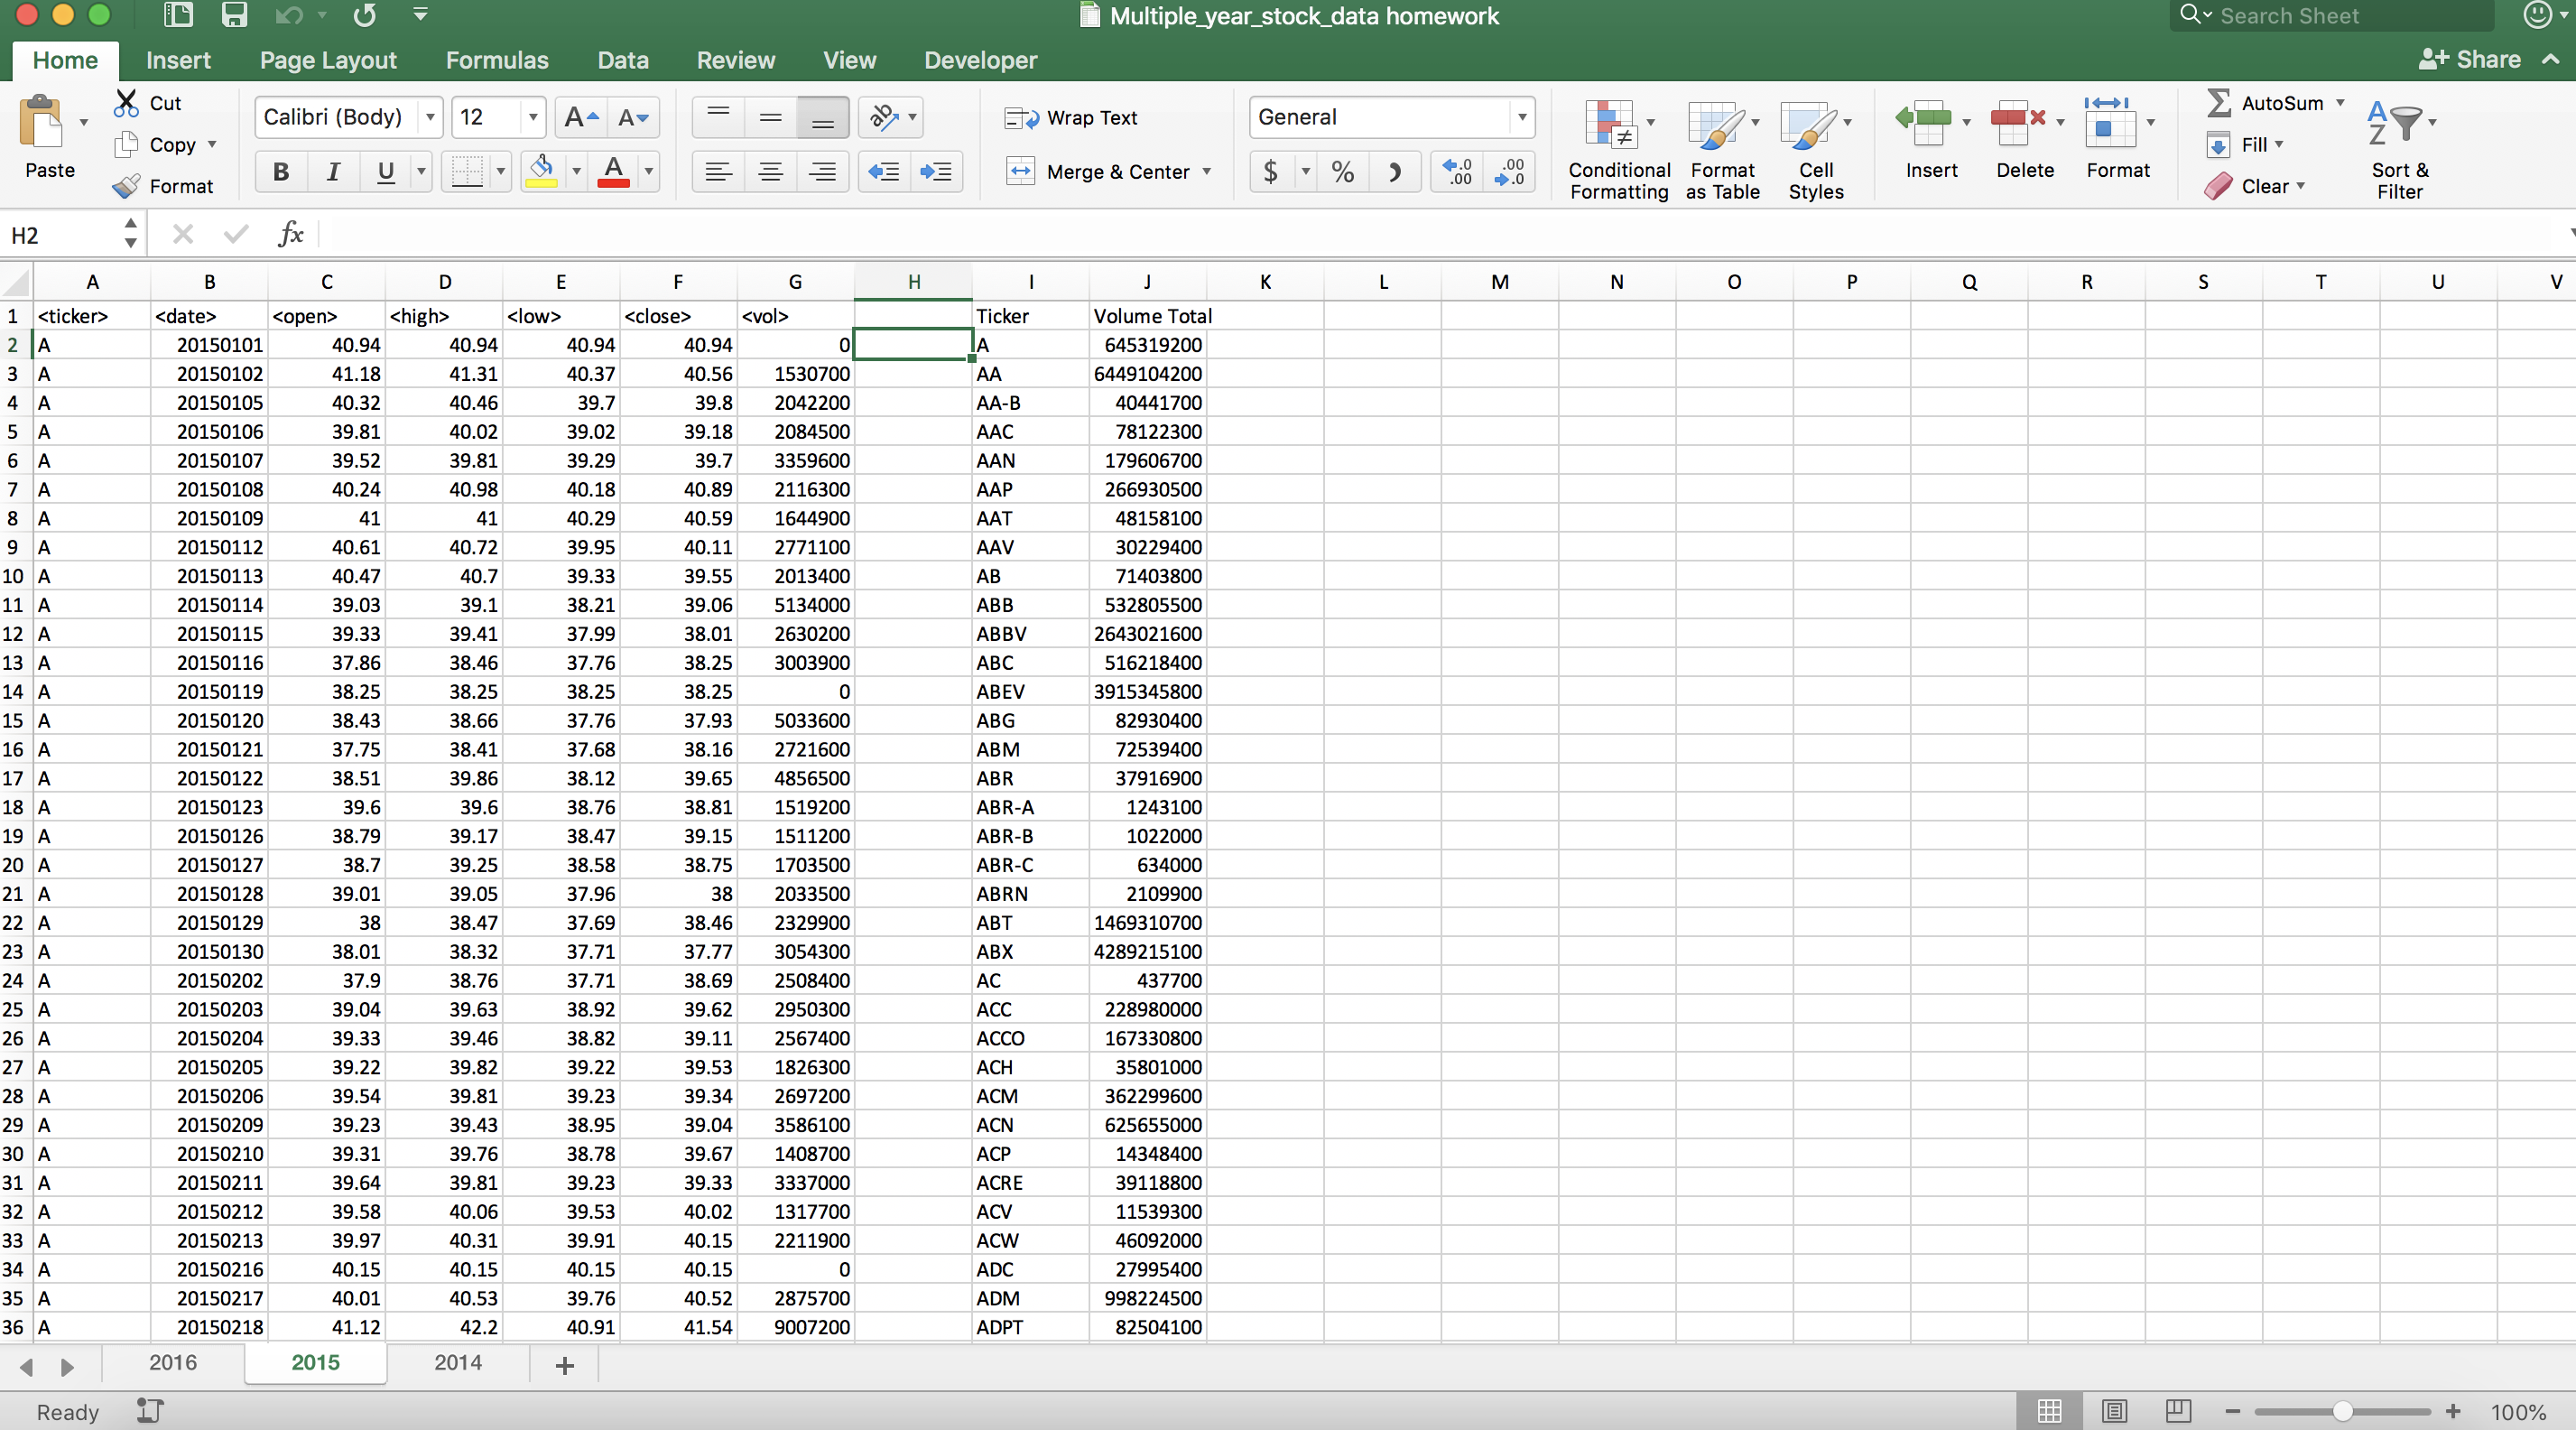 Multiple_year_stock_data homework
Search Sheet
Home Insert Page Layout Formulas Data Review View Developer Share
Paste Cut Copy Format
Calibri (Body) 12
B I U
Wrap Text
Merge & Center
General
$ %
Conditional Formatting
Format as Table
Cell Styles
Insert Delete Format
AutoSum
Fill
Clear
Sort & Filter
H2 fx
A B C D E F G H I J K L M N O P Q R S T U V
1 <ticker> <date> <open> <high> <low> <close> <vol> Ticker Volume Total
2 A 20150101 40.94 40.94 40.94 40.94 0 A 645319200
3 A 20150102 41.18 41.31 40.37 40.56 1530700 AA 6449104200
4 A 20150105 40.32 40.46 39.7 39.8 2042200 AA-B 40441700
5 A 20150106 39.81 40.02 39.02 39.18 2084500 AAC 78122300
6 A 20150107 39.52 39.81 39.29 39.7 3359600 AAN 179606700
7 A 20150108 40.24 40.98 40.18 40.89 2116300 AAP 266930500
8 A 20150109 41 41 40.29 40.59 1644900 AAT 48158100
9 A 20150112 40.61 40.72 39.95 40.11 2771100 AAV 30229400
10 A 20150113 40.47 40.7 39.33 39.55 2013400 AB 71403800
11 A 20150114 39.03 39.1 38.21 39.06 5134000 ABB 532805500
12 A 20150115 39.33 39.41 37.99 38.01 2630200 ABBV 2643021600
13 A 20150116 37.86 38.46 37.76 38.25 3003900 ABC 516218400
14 A 20150119 38.25 38.25 38.25 38.25 0 ABEV 3915345800
15 A 20150120 38.43 38.66 37.76 37.93 5033600 ABG 82930400
16 A 20150121 37.75 38.41 37.68 38.16 2721600 ABM 72539400
17 A 20150122 38.51 39.86 38.12 39.65 4856500 ABR 37916900
18 A 20150123 39.6 39.6 38.76 38.81 1519200 ABR-A 1243100
19 A 20150126 38.79 39.17 38.47 39.15 1511200 ABR-B 1022000
20 A 20150127 38.7 39.25 38.58 38.75 1703500 ABR-C 634000
21 A 20150128 39.01 39.05 37.96 38 2033500 ABRN 2109900
22 A 20150129 38 38.47 37.69 38.46 2329900 ABT 1469310700
23 A 20150130 38.01 38.32 37.71 37.77 3054300 ABX 4289215100
24 A 20150202 37.9 38.76 37.71 38.69 2508400 AC 437700
25 A 20150203 39.04 39.63 38.92 39.62 2950300 ACC 228980000
26 A 20150204 39.33 39.46 38.82 39.11 2567400 ACCO 167330800
27 A 20150205 39.22 39.82 39.22 39.53 1826300 ACH 35801000
28 A 20150206 39.54 39.81 39.23 39.34 2697200 ACM 362299600
29 A 20150209 39.23 39.43 38.95 39.04 3586100 ACN 625655000
30 A 20150210 39.31 39.76 38.78 39.67 1408700 ACP 14348400
31 A 20150211 39.64 39.81 39.23 39.33 3337000 ACRE 39118800
32 A 20150212 39.58 40.06 39.53 40.02 1317700 ACV 11539300
33 A 20150213 39.97 40.31 39.91 40.15 2211900 ACW 46092000
34 A 20150216 40.15 40.15 40.15 40.15 0 ADC 27995400
35 A 20150217 40.01 40.53 39.76 40.52 2875700 ADM 998224500
36 A 20150218 41.12 42.2 40.91 41.54 9007200 ADPT 82504100
2016 2015 2014 +
Ready 100%